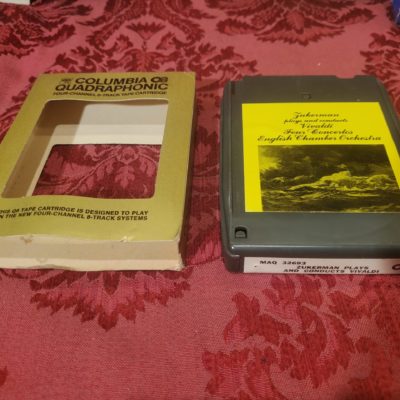 COLUMBIA Q8
QUADRAPHONIC
FOUR-CHANNEL 8-TRACK TAPE CARTRIDGE
THIS Q8 TAPE CARTRIDGE IS DESIGNED TO PLAY
ON THE NEW FOUR-CHANNEL 8-TRACK SYSTEMS
Zukerman
plays and conducts
Vivaldi
Four Concertos
English Chamber Orchestra
MAQ 32693
ZUKERMAN PLAYS
AND CONDUCTS VIVALDI